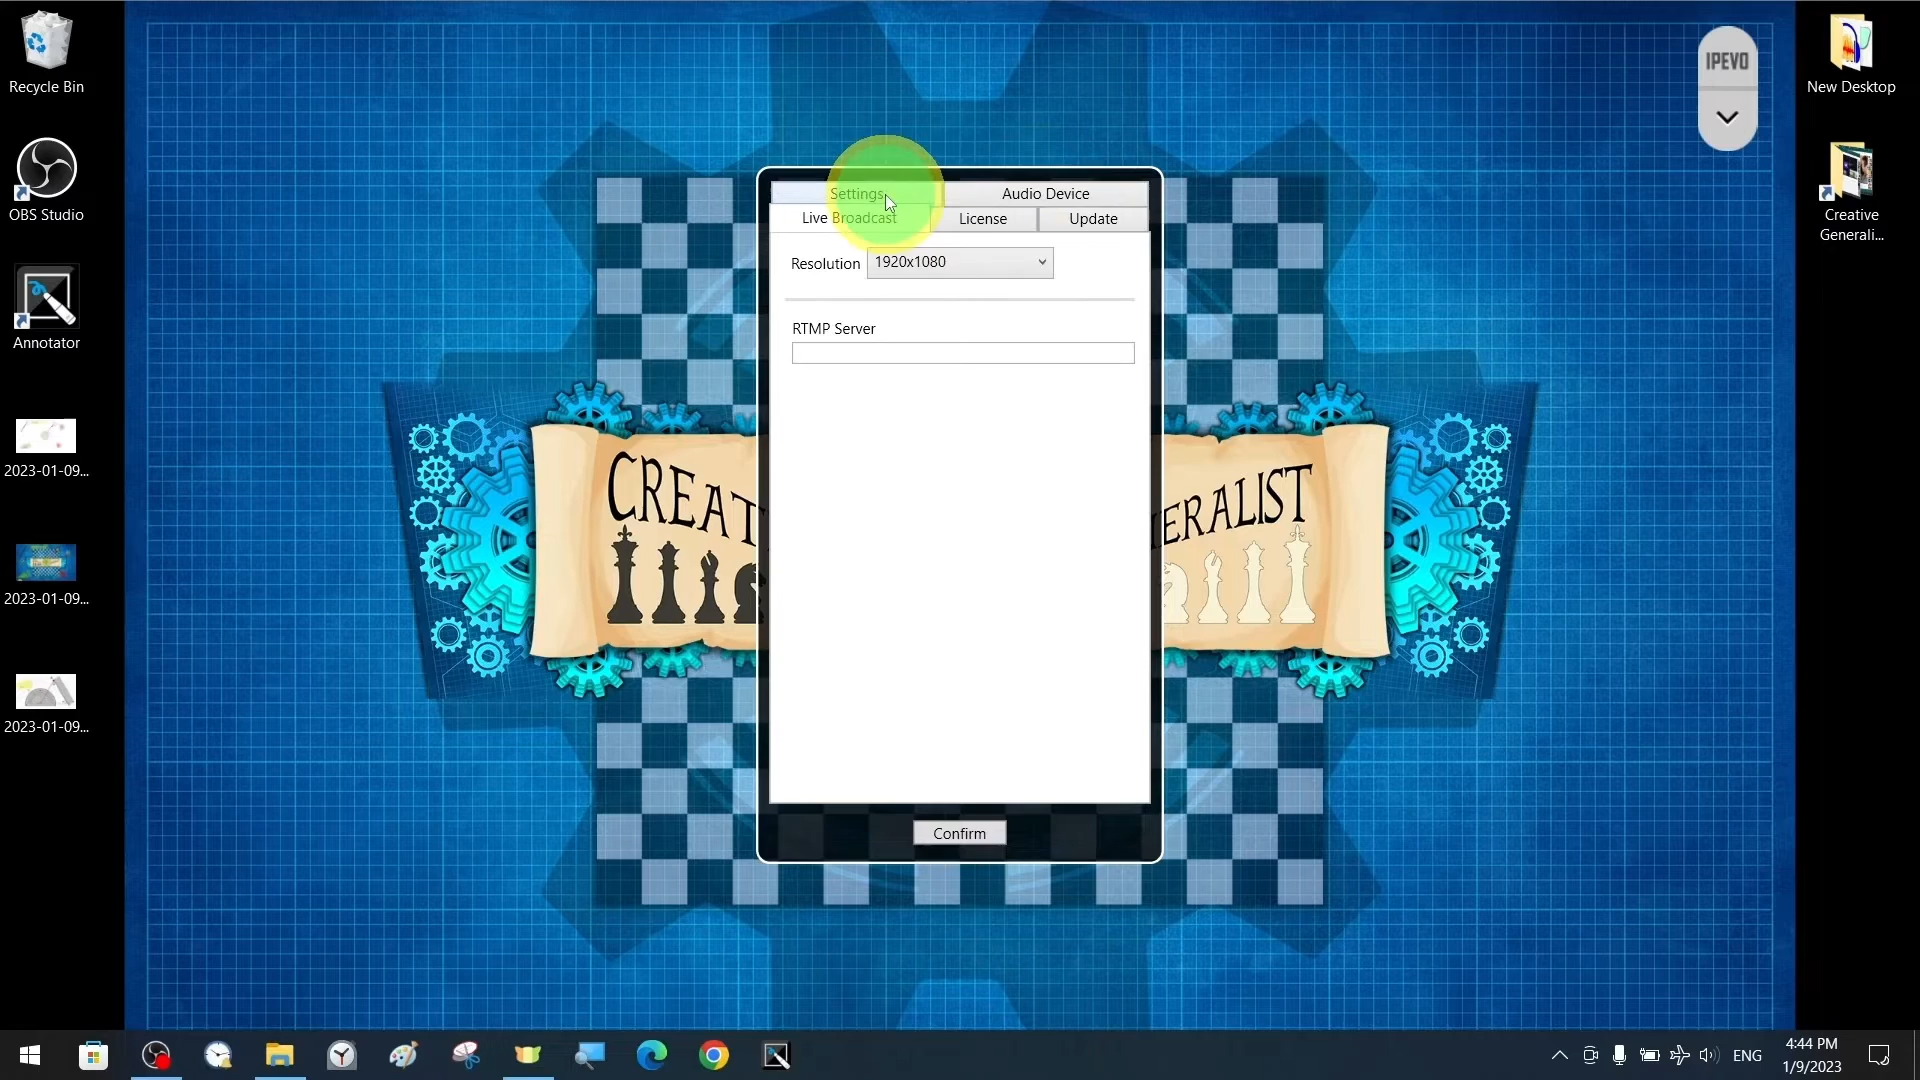 Recycle Bin
OBS Studio
Annotator
2023-01-09...
2023-01-09...
2023-01-09...
IPEVO
New Desktop
Creative
Generali...
Settings
Audio Device
Live Broadcast
License
Update
Resolution
1920x1080
RTMP Server
Confirm
CREAT
ERALIST
ENG
4:44 PM
1/9/2023